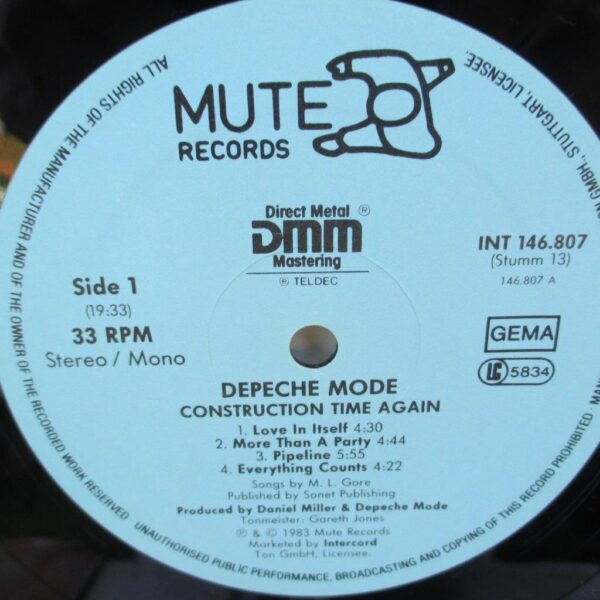 MUTE
RECORDS
Direct Metal ®
DMM
Mastering
℗ TELDEC
Side 1
(19:33)
33 RPM
Stereo / Mono
INT 146.807
(Stumm 13)
146.807 A
GEMA
LC 5834
DEPECHE MODE
CONSTRUCTION TIME AGAIN
1. Love In Itself 4:30
2. More Than A Party 4:44
3. Pipeline 5:55
4. Everything Counts 4:22
Songs by M. L. Gore
Published by Sonet Publishing
Produced by Daniel Miller & Depeche Mode
Tonmeister: Gareth Jones
℗ & © 1983 Mute Records
Marketed by Intercord
Ton GmbH, Licensee.
ALL RIGHTS OF THE MANUFACTURER AND OF THE OWNER OF THE RECORDED WORK RESERVED UNAUTHORISED PUBLIC PERFORMANCE, BROADCASTING AND COPYING OF THIS RECORD PROHIBITED · GMBH., STUTTGART, LICENSEE.